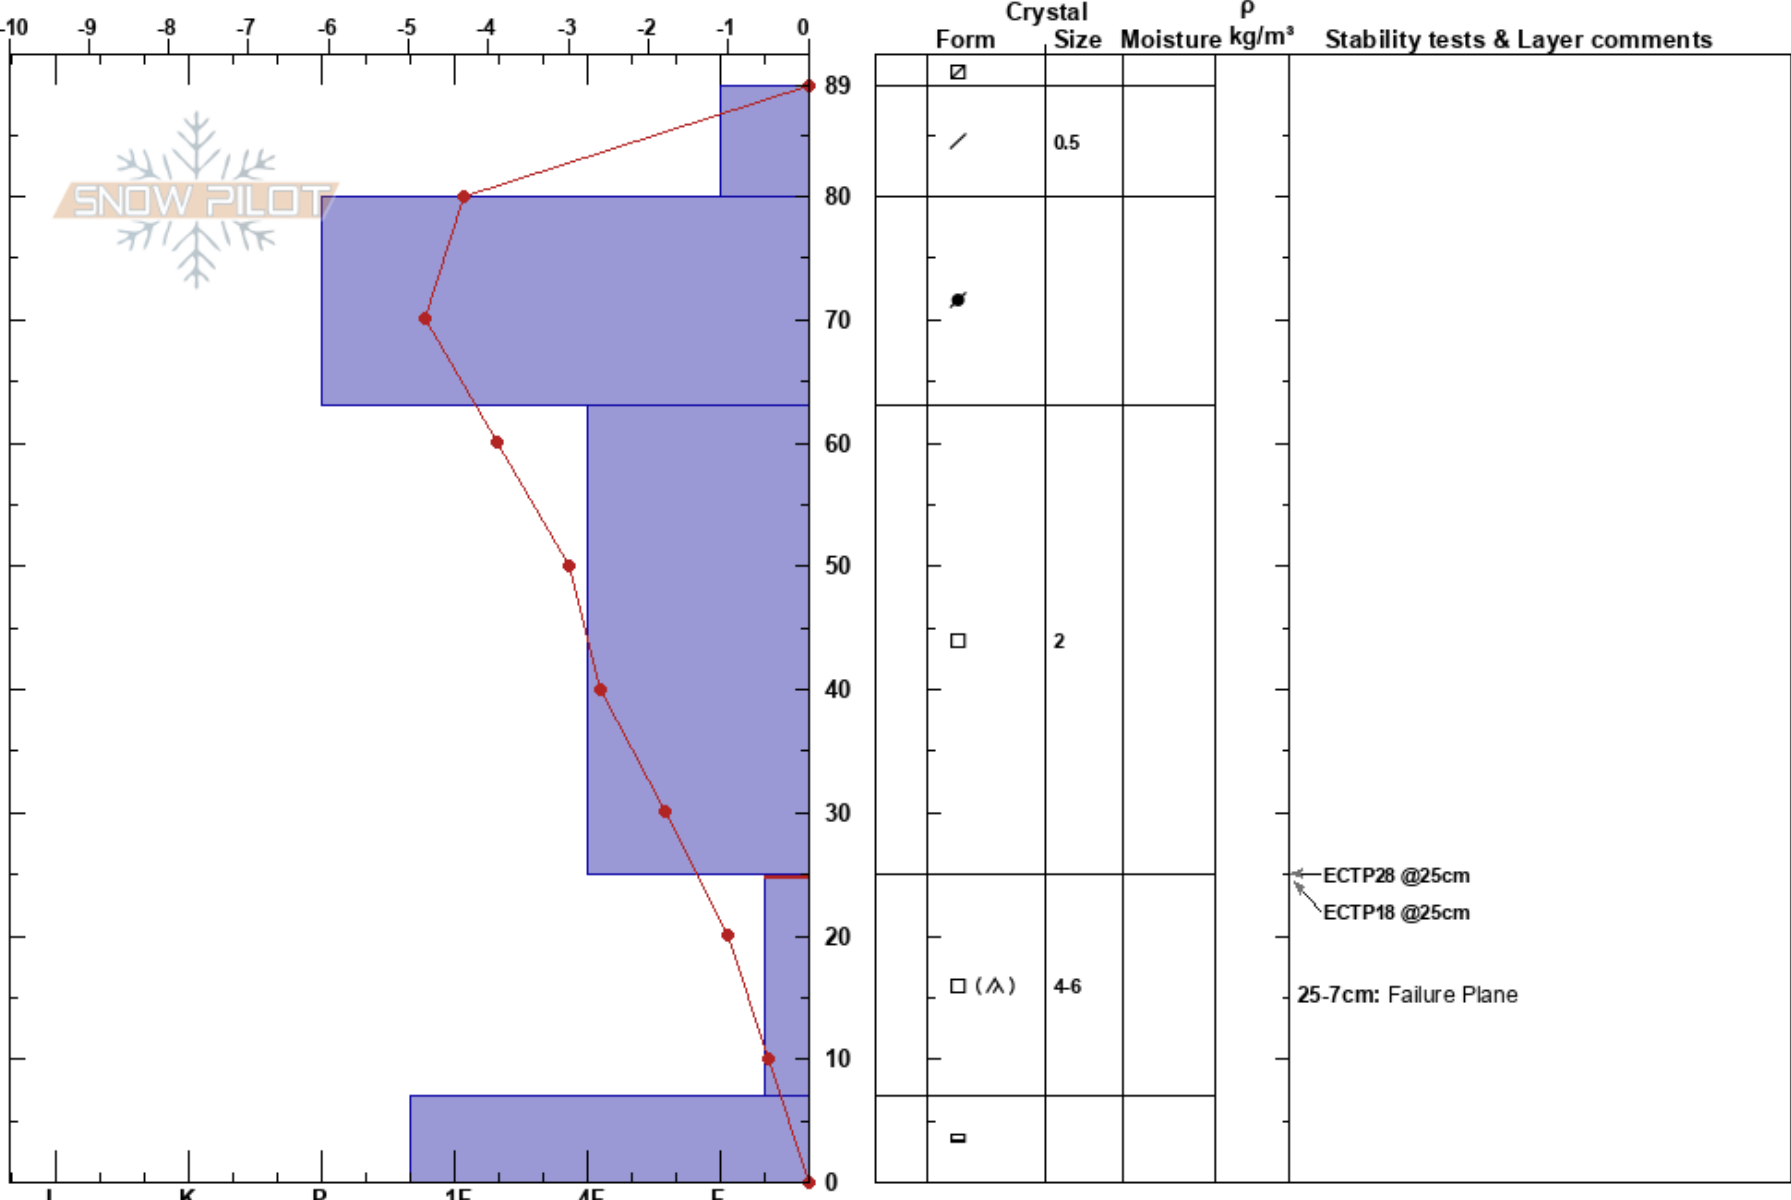 -10 -9 -8 -7 -6 -5 -4 -3 -2 -1 0
Crystal ρ
Form Size Moisture kg/m³ Stability tests & Layer comments
89
0.5
SNOW PILOT
80
70
60
50
2
40
30
ECTP28 @25cm
ECTP18 @25cm
20
(∧) 4-6
25-7cm: Failure Plane
10
0
I K P 1F 4F F